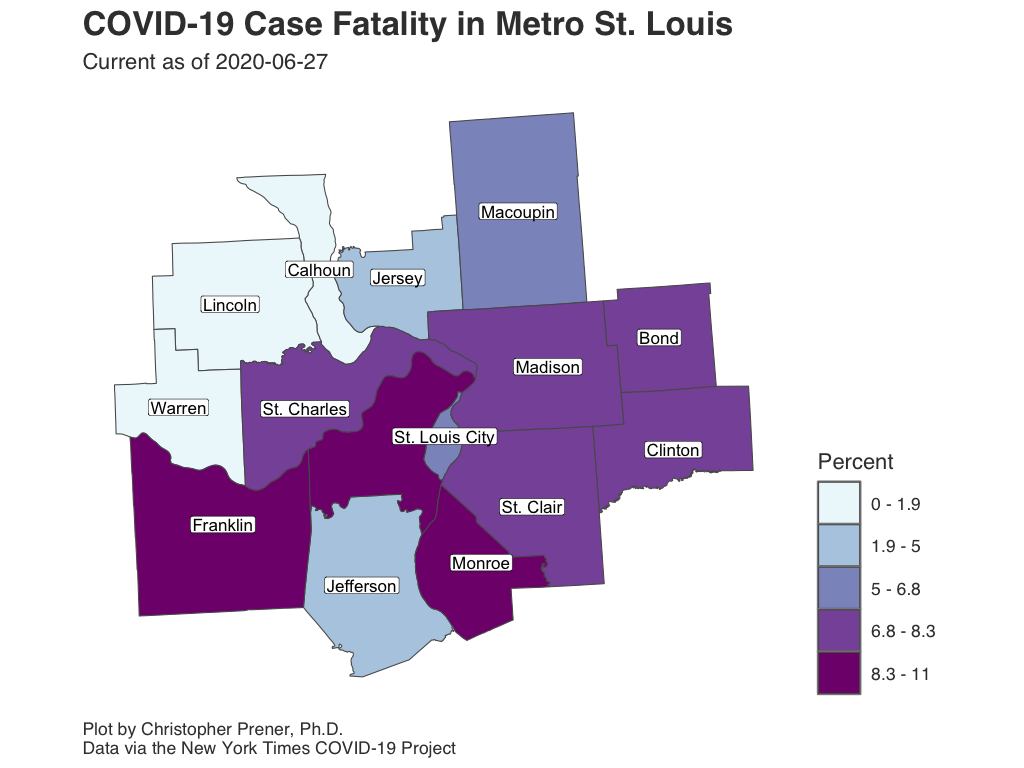 COVID-19 Case Fatality in Metro St. Louis
Current as of 2020-06-27
Macoupin
Calhoun
Jersey
Lincoln
Bond
Madison
Warren
St. Charles
St. Louis City
Clinton
St. Clair
Franklin
Monroe
Jefferson
Percent
0 - 1.9
1.9 - 5
5 - 6.8
6.8 - 8.3
8.3 - 11
Plot by Christopher Prener, Ph.D.
Data via the New York Times COVID-19 Project